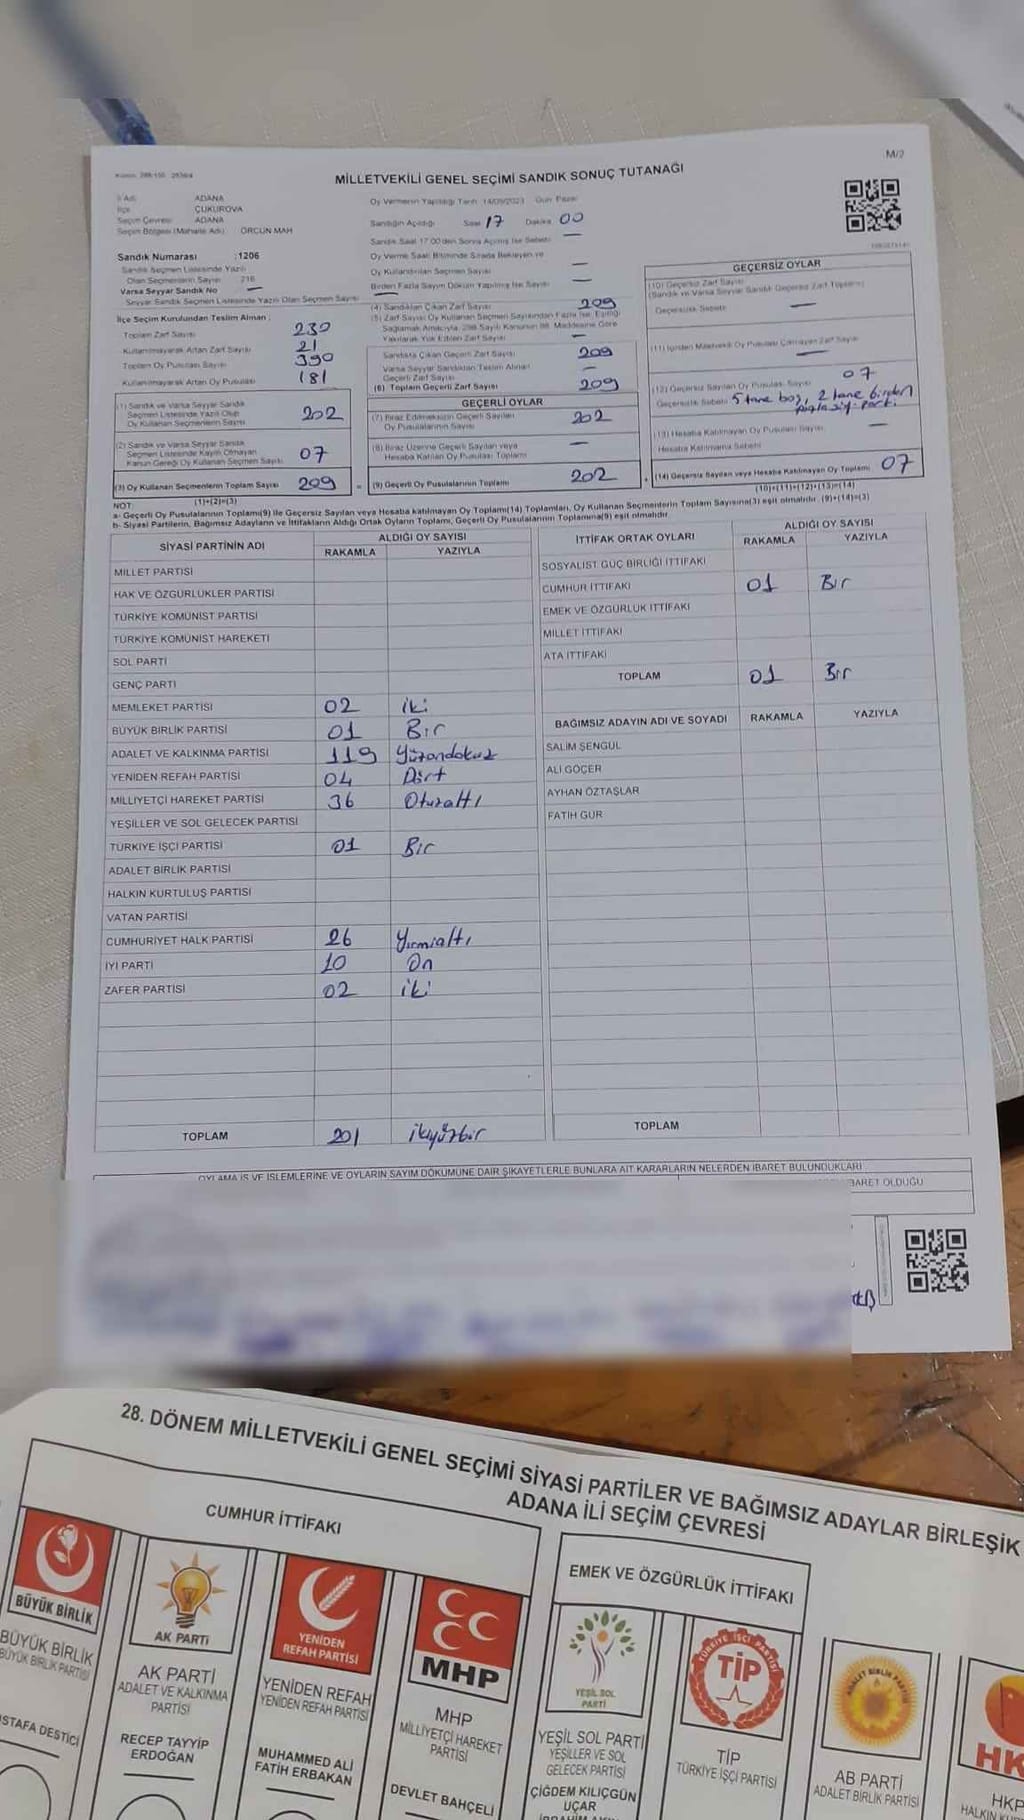 M/2
MİLLETVEKİLİ GENEL SEÇİMİ SANDIK SONUÇ TUTANAĞI
İl Adı ADANA
İlçe ÇUKUROVA
Seçim Çevresi ADANA
Seçim Bölgesi (Mahalle Adı) ORCUN MAH
Sandık Numarası :1206
Sandık Seçmen Listesinde Yazılı
Olan Seçmenlerin Sayısı 216
Varsa Seyyar Sandık No
Seyyar Sandık Seçmen Listesinde Yazılı Olan Seçmen Sayısı
İlçe Seçim Kurulundan Teslim Alınan
Toplam Zarf Sayısı 230
Kullanılmayarak Artan Zarf Sayısı 21
Toplam Oy Pusulası Sayısı 390
Kullanılmayarak Artan Oy Pusulası 181
(1) Sandık ve Varsa Seyyar Sandık
Seçmen Listesinde Yazılı Olup
Oy Kullanan Seçmenlerin Sayısı 202
(2) Sandık ve Varsa Seyyar Sandık
Seçmen Listesinde Kaydı Olmayan
Kanun Gereği Oy Kullanan Seçmen Sayısı 07
(3) Oy Kullanan Seçmenlerin Toplam Sayısı 209
(1)+(2)=(3)
Oy Vermenin Yapıldığı Tarih 14/05/2023 Gün Pazar
Sandığın Açıldığı Saat 17 Dakika 00
Sandık Saat 17:00'den Sonra Açılmış İse Sebebi —
Oy Verme Saati Bitiminde Sırada Bekleyen ve
Oy Kullandırılan Seçmen Sayısı —
Birden Fazla Sayım Döküm Yapılmış İse Sayısı —
(4) Sandıktan Çıkan Zarf Sayısı 209
(5) Zarf Sayısı Oy Kullanan Seçmen Sayısından Fazla İse, Eşitliği
Sağlamak Amacıyla, 298 Sayılı Kanunun 98. Maddesine Göre
Yakılarak Yok Edilen Zarf Sayısı —
Sandıkta Çıkan Geçerli Zarf Sayısı 209
Varsa Seyyar Sandıktan Teslim Alınan
Geçerli Zarf Sayısı —
(6) Toplam Geçerli Zarf Sayısı 209
GEÇERLİ OYLAR
(7) İtiraz Edilmeksizin Geçerli Sayılan
Oy Pusulasının Sayısı 202
(8) İtiraz Üzerine Geçerli Sayılan veya
Hesaba Katılan Oy Pusulası Toplamı —
(9) Geçerli Oy Pusulalarının Toplamı 202
GEÇERSİZ OYLAR
(10) Geçersiz Zarf Sayısı
(Sandık ve Varsa Seyyar Sandık Geçersiz Zarf Toplamı)
Geçersizlik Sebebi —
(11) İçinden Milletvekili Oy Pusulası Çıkmayan Zarf Sayısı —
(12) Geçersiz Sayılan Oy Pusulası Sayısı 07
Geçersizlik Sebebi 5 tane boş, 2 tane birden
fazla siy. parti
(13) Hesaba Katılmayan Oy Pusulası Sayısı —
Hesaba Katılmama Sebebi
(14) Geçersiz Sayılan veya Hesaba Katılmayan Oy Toplamı 07
(10)+(11)+(12)+(13)=(14)
NOT:
a- Geçerli Oy Pusulalarının Toplamı(9) ile Geçersiz Sayılan veya Hesaba Katılmayan Oy Toplamı(14) Toplamları, Oy Kullanan Seçmenlerin Toplam Sayısına(3) eşit olmalıdır. (9)+(14)=(3)
b- Siyasi Partilerin, Bağımsız Adayların ve İttifakların Aldığı Ortak Oyların Toplamı, Geçerli Oy Pusulalarının Toplamına(9) eşit olmalıdır
SİYASİ PARTİNİN ADI ALDIĞI OY SAYISI
RAKAMLA YAZIYLA
MİLLET PARTİSİ
HAK VE ÖZGÜRLÜKLER PARTİSİ
TÜRKİYE KOMÜNİST PARTİSİ
TÜRKİYE KOMÜNİST HAREKETİ
SOL PARTİ
GENÇ PARTİ
MEMLEKET PARTİSİ 02 iki
BÜYÜK BİRLİK PARTİSİ 01 Bir
ADALET VE KALKINMA PARTİSİ 119 Yüzondokuz
YENİDEN REFAH PARTİSİ 04 Dört
MİLLİYETÇİ HAREKET PARTİSİ 36 Otuzaltı
YEŞİLLER VE SOL GELECEK PARTİSİ
TÜRKİYE İŞÇİ PARTİSİ 01 Bir
ADALET BİRLİK PARTİSİ
HALKIN KURTULUŞ PARTİSİ
VATAN PARTİSİ
CUMHURİYET HALK PARTİSİ 26 Yirmialtı
İYİ PARTİ 10 On
ZAFER PARTİSİ 02 iki
TOPLAM 201 ikiyüzbir
İTTİFAK ORTAK OYLARI ALDIĞI OY SAYISI
RAKAMLA YAZIYLA
SOSYALİST GÜÇ BİRLİĞİ İTTİFAKI
CUMHUR İTTİFAKI 01 Bir
EMEK VE ÖZGÜRLÜK İTTİFAKI
MİLLET İTTİFAKI
ATA İTTİFAKI
TOPLAM 01 Bir
BAĞIMSIZ ADAYIN ADI VE SOYADI RAKAMLA YAZIYLA
SALİM ŞENGÜL
ALİ GÖÇER
AYHAN ÖZTAŞLAR
FATİH GÜR
TOPLAM
OYLAMA İŞ VE İŞLEMLERİNE VE OYLARIN SAYIM DÖKÜMÜNE DAİR ŞİKAYETLERLE BUNLARA AİT KARARLARIN NELERDEN İBARET BULUNDUKLARI
BARET OLDUĞU
28. DÖNEM MİLLETVEKİLİ GENEL SEÇİMİ SİYASİ PARTİLER VE BAĞIMSIZ ADAYLAR BİRLEŞİK
ADANA İLİ SEÇİM ÇEVRESİ
CUMHUR İTTİFAKI
EMEK VE ÖZGÜRLÜK İTTİFAKI
BÜYÜK BİRLİK
BÜYÜK BİRLİK
BÜYÜK BİRLİK PARTİSİ
STAFA DESTİCİ
AK PARTİ
AK PARTİ
ADALET VE KALKINMA
PARTİSİ
RECEP TAYYİP
ERDOĞAN
YENİDEN
REFAH PARTİSİ
YENİDEN REFAH
YENİDEN REFAH PARTİSİ
MUHAMMED ALİ
FATİH ERBAKAN
MHP
MHP
MİLLİYETÇİ HAREKET
PARTİSİ
DEVLET BAHÇELİ
YEŞİL SOL
PARTİ
YEŞİL SOL PARTİ
YEŞİLLER VE SOL
GELECEK PARTİSİ
ÇİĞDEM KILIÇGÜN
UÇAR
TÜRKİYE İŞÇİ PARTİSİ
TİP
TİP
TÜRKİYE İŞÇİ PARTİSİ
ADALET BİRLİK PARTİSİ
AB PARTİ
ADALET BİRLİK PARTİSİ
HK
HKP
HALKIN KU